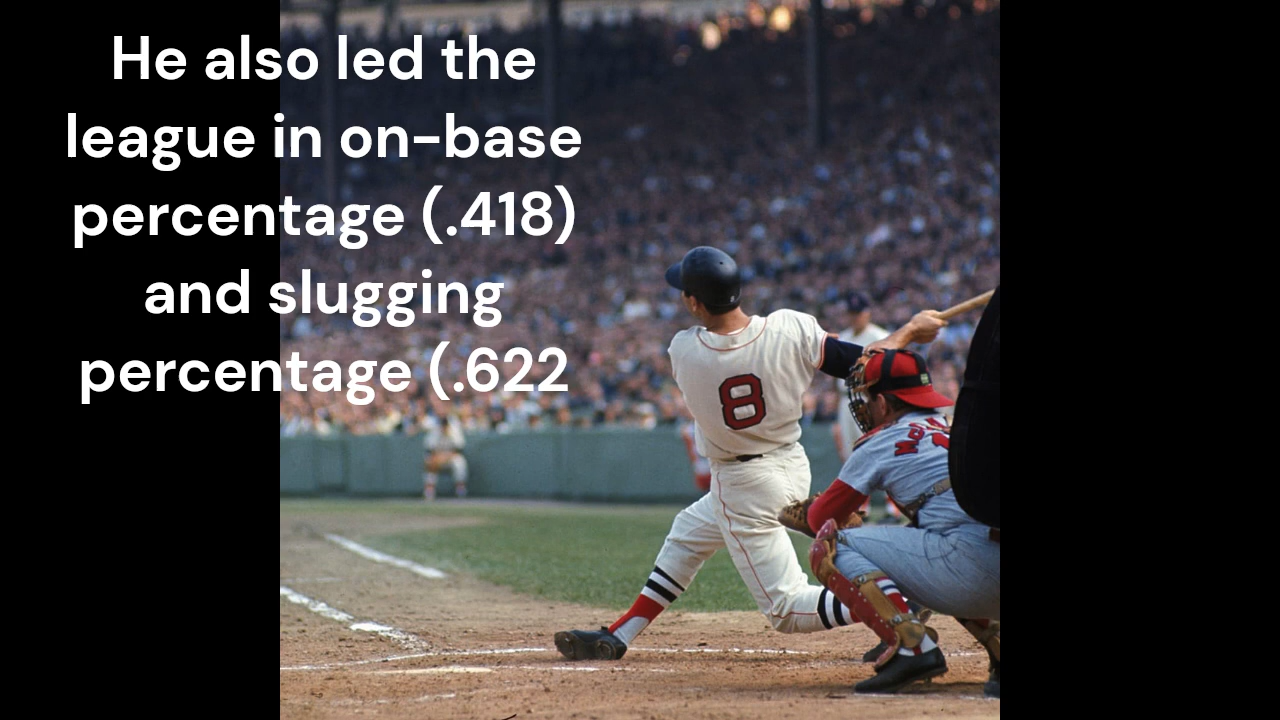 He also led the
league in on-base
percentage (.418)
and slugging
percentage (.622
8